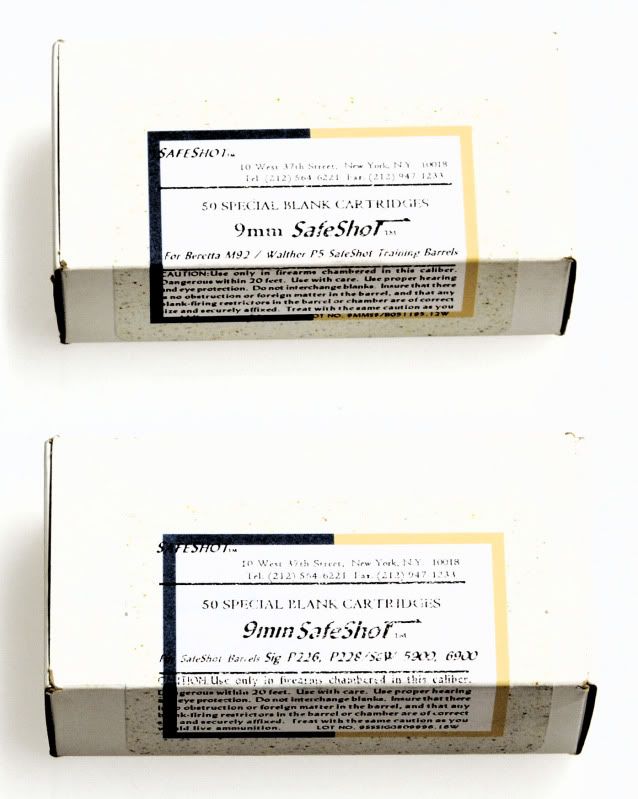 SAFESHOT™
10 West 37th Street, New York, N.Y. 10018
Tel. (212) 564-6221 Fax. (212) 947-1233
50 SPECIAL BLANK CARTRIDGES
9mm SafeShoT™
For Beretta M92 / Walther P5 SafeShot Training Barrels
CAUTION: Use only in firearms chambered in this caliber.
Dangerous within 20 feet. Use with care. Use proper hearing
and eye protection. Do not interchange blanks. Insure that there
is no obstruction or foreign matter in the barrel, and that any
blank-firing restrictors in the barrel or chamber are of correct
size and securely affixed. Treat with the same caution as you
SAFESHOT™
10 West 37th Street, New York, N.Y. 10018
Tel. (212) 564-6221 Fax. (212) 947-1233
50 SPECIAL BLANK CARTRIDGES
9mm SafeShoT™
SafeShot Barrels Sig P226, P228/S&W 5900, 6900
CAUTION: Use only in firearms chambered in this caliber.
Dangerous within 20 feet. Use with care. Use proper hearing
eye protection. Do not interchange blanks. Insure that there
obstruction or foreign matter in the barrel, and that any
blank-firing restrictors in the barrel or chamber are of correct
and securely affixed. Treat with the same caution as you
live ammunition. LOT NO.